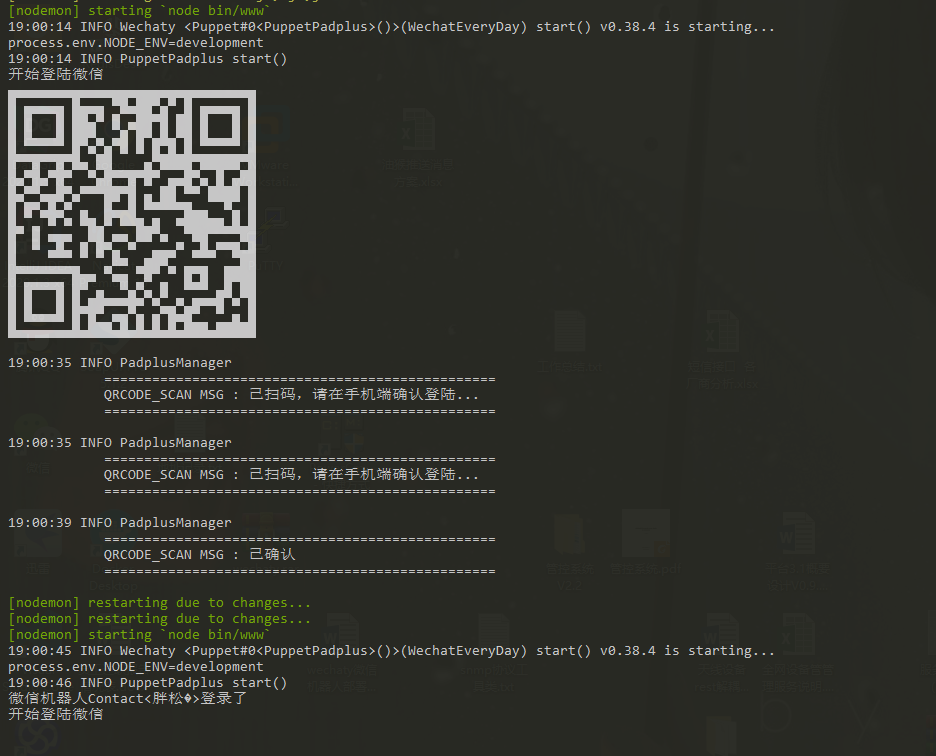 [nodemon] starting `node bin/www`
19:00:14 INFO Wechaty <Puppet#0<PuppetPadplus>()>(WechatEveryDay) start() v0.38.4 is starting...
process.env.NODE_ENV=development
19:00:14 INFO PuppetPadplus start()
开始登陆微信
19:00:35 INFO PadplusManager
=================================================
QRCODE_SCAN MSG : 已扫码，请在手机端确认登陆...
=================================================
19:00:35 INFO PadplusManager
=================================================
QRCODE_SCAN MSG : 已扫码，请在手机端确认登陆...
=================================================
19:00:39 INFO PadplusManager
=================================================
QRCODE_SCAN MSG : 已确认
=================================================
[nodemon] restarting due to changes...
[nodemon] restarting due to changes...
[nodemon] starting `node bin/www`
19:00:45 INFO Wechaty <Puppet#0<PuppetPadplus>()>(WechatEveryDay) start() v0.38.4 is starting...
process.env.NODE_ENV=development
19:00:46 INFO PuppetPadplus start()
微信机器人Contact<胖松�>登录了
开始登陆微信